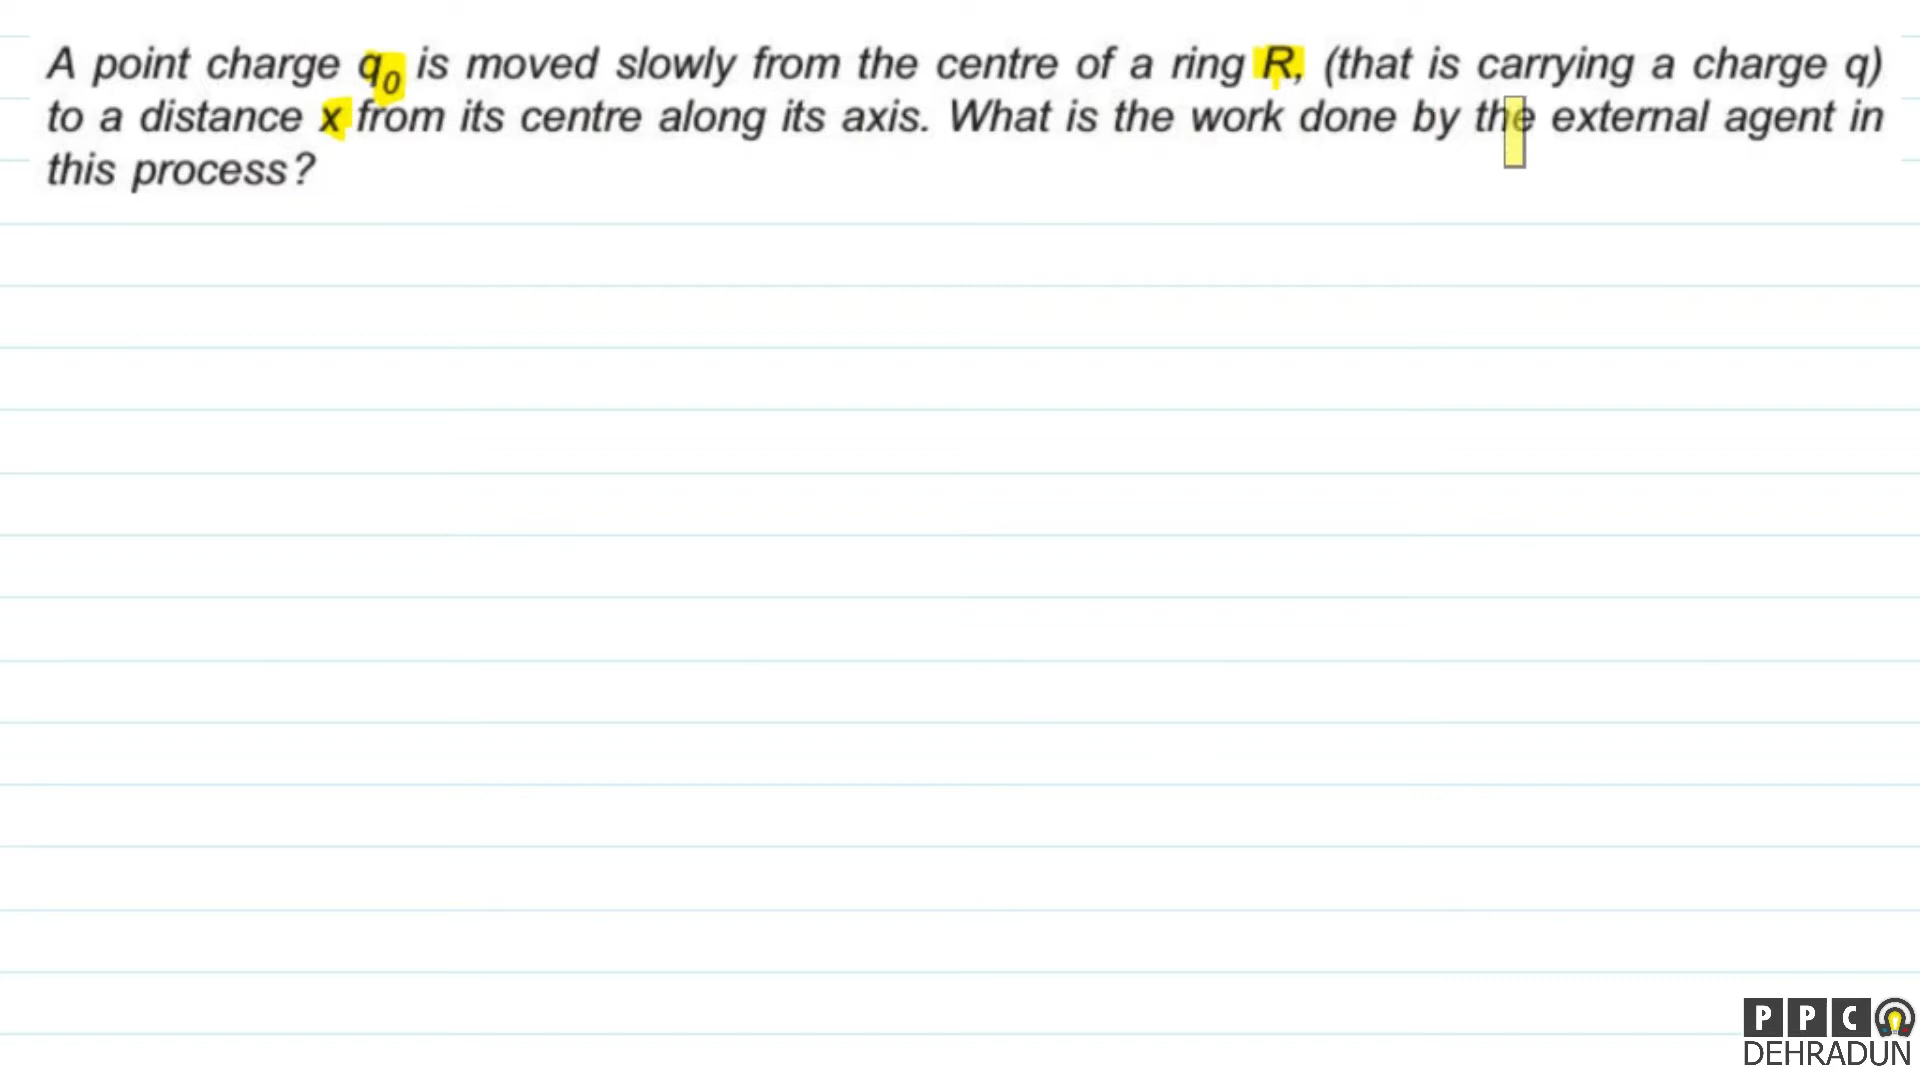 A point charge q₀ is moved slowly from the centre of a ring R, (that is carrying a charge q)
to a distance x from its centre along its axis. What is the work done by the external agent in
this process?
PPC
DEHRADUN